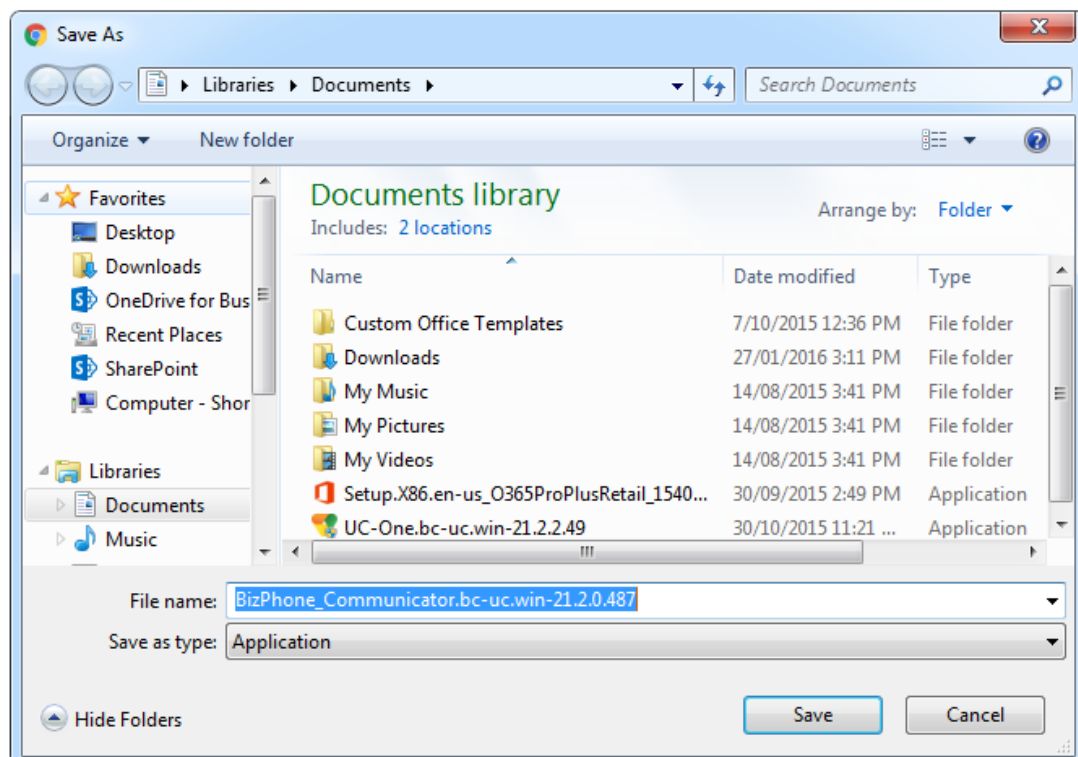 Save As
Libraries Documents
Search Documents
Organize New folder
Favorites
Desktop
Downloads
OneDrive for Bus
Recent Places
SharePoint
Computer - Shor
Libraries
Documents
Music
Documents library
Includes: 2 locations
Arrange by: Folder
Name Date modified Type
Custom Office Templates 7/10/2015 12:36 PM File folder
Downloads 27/01/2016 3:11 PM File folder
My Music 14/08/2015 3:41 PM File folder
My Pictures 14/08/2015 3:41 PM File folder
My Videos 14/08/2015 3:41 PM File folder
Setup.X86.en-us_O365ProPlusRetail_1540... 30/09/2015 2:49 PM Application
UC-One.bc-uc.win-21.2.2.49 30/10/2015 11:21 ... Application
File name: BizPhone_Communicator.bc-uc.win-21.2.0.487
Save as type: Application
Hide Folders
Save
Cancel